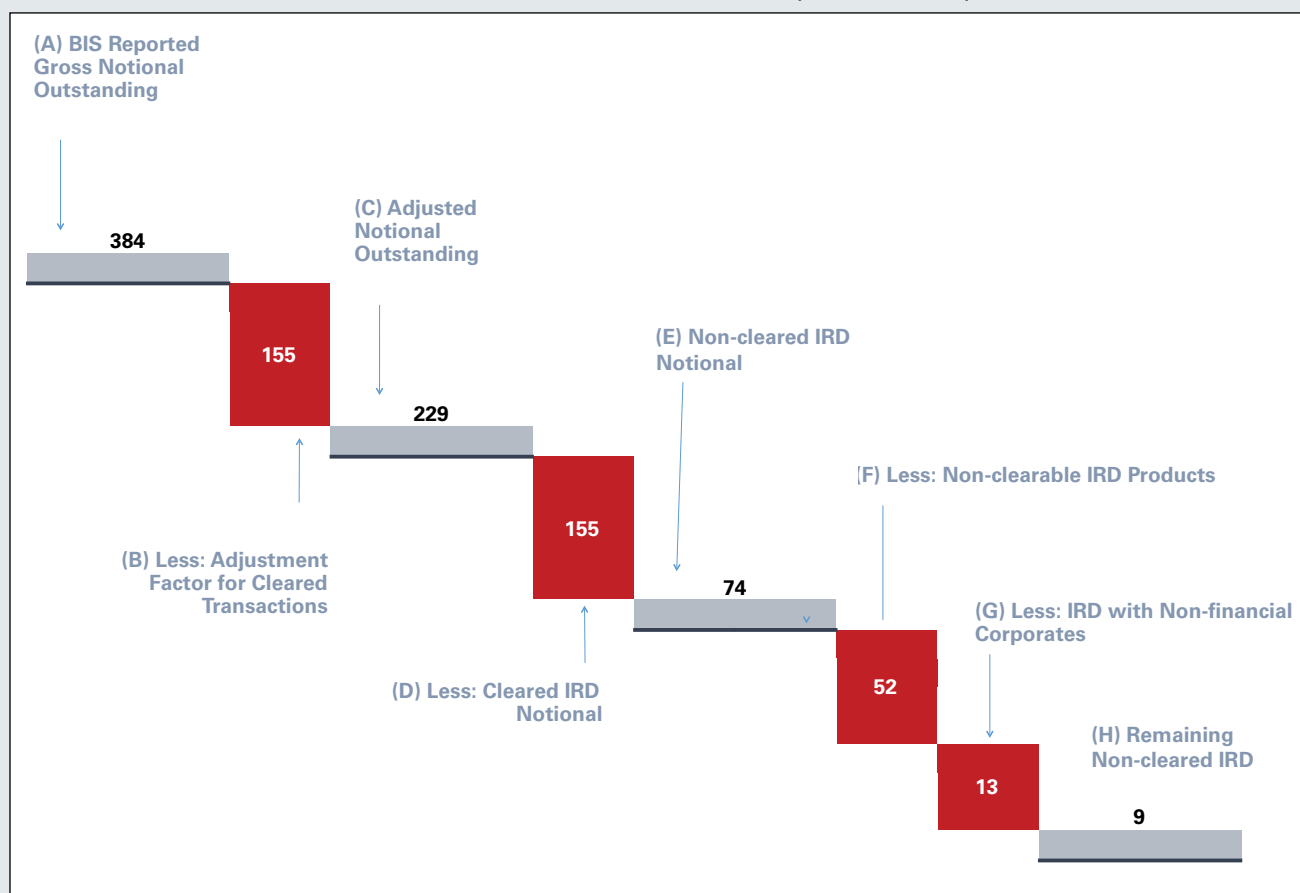 (A) BIS Reported
Gross Notional
Outstanding
384
155
(B) Less: Adjustment
Factor for Cleared
Transactions
(C) Adjusted
Notional
Outstanding
229
155
(D) Less: Cleared IRD
Notional
(E) Non-cleared IRD
Notional
74
(F) Less: Non-clearable IRD Products
52
(G) Less: IRD with Non-financial
Corporates
13
(H) Remaining
Non-cleared IRD
9